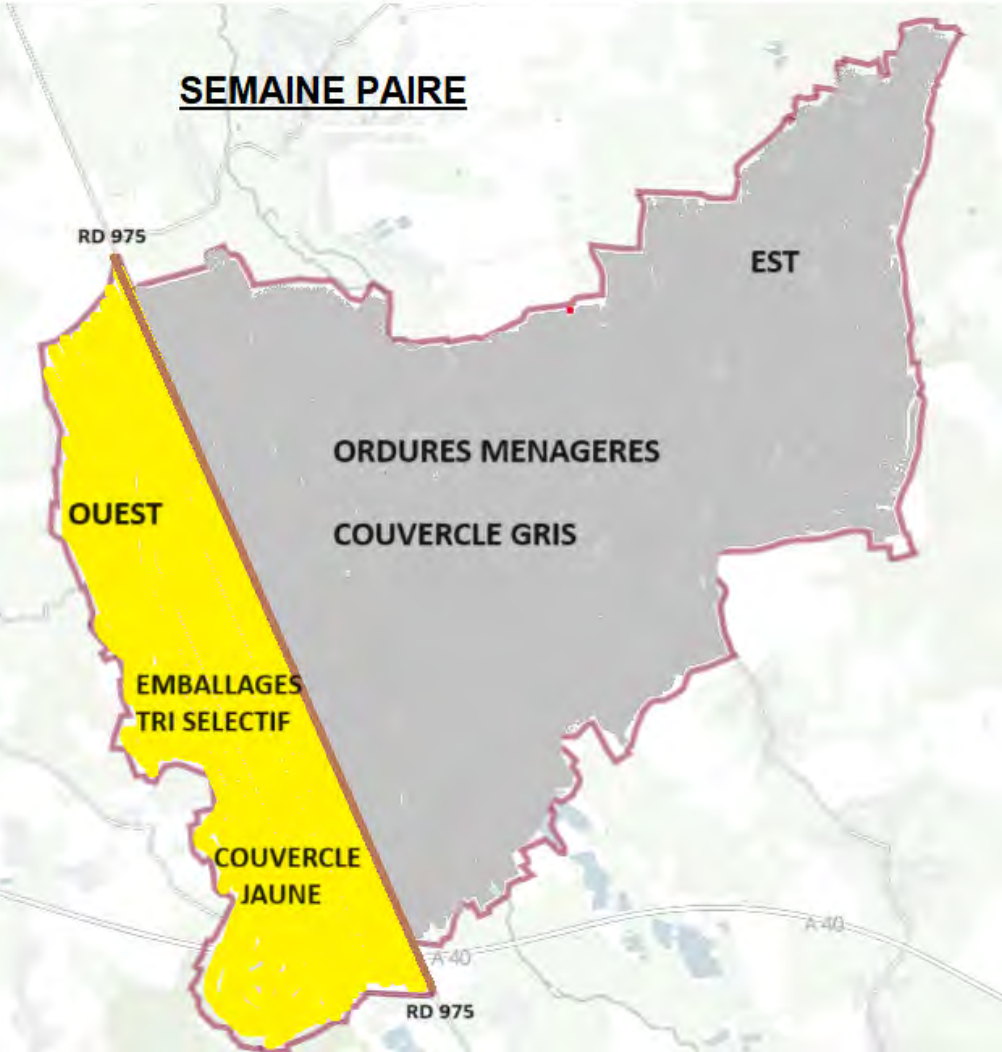 SEMAINE PAIRE
RD 975
EST
ORDURES MENAGERES
COUVERCLE GRIS
OUEST
EMBALLAGES
TRI SELECTIF
COUVERCLE
JAUNE
A 40
A 40
RD 975